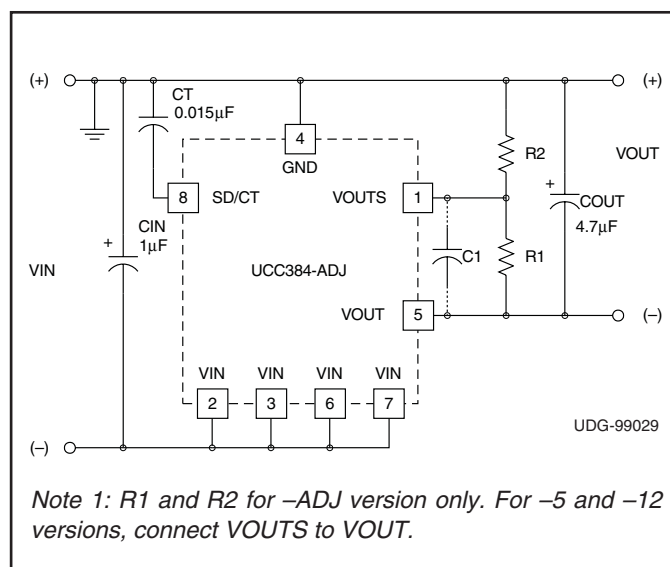 (+)
(+)
CT
0.015µF
4
GND
R2
VOUT
8
SD/CT
VOUTS
1
+
COUT
4.7µF
CIN
1µF
+
VIN
UCC384-ADJ
C1
R1
VOUT
5
(–)
VIN
VIN
VIN
VIN
2
3
6
7
UDG-99029
(–)
Note 1: R1 and R2 for –ADJ version only. For –5 and –12
versions, connect VOUTS to VOUT.